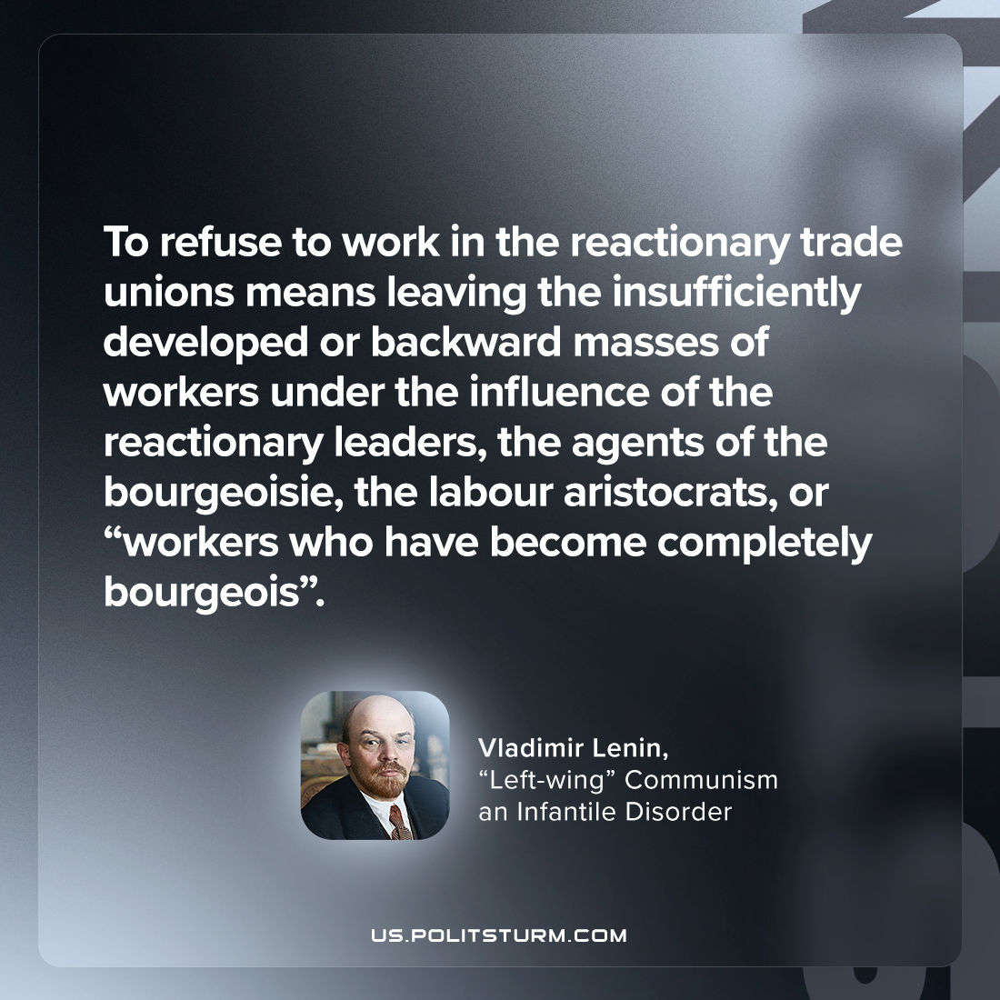 To refuse to work in the reactionary trade
unions means leaving the insufficiently
developed or backward masses of
workers under the influence of the
reactionary leaders, the agents of the
bourgeoisie, the labour aristocrats, or
“workers who have become completely
bourgeois”.
Vladimir Lenin,
“Left-wing” Communism
an Infantile Disorder
US.POLITSTURM.COM